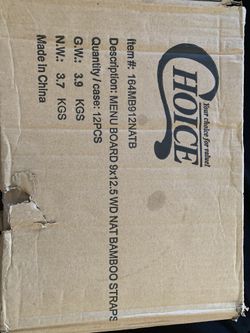 CHOICE
Your choice for value!
Item #: 164MB912NATB
Description: MENU BOARD 9x12.5 WD NAT BAMBOO STRAPS
Quantity / case: 12PCS
G.W.: 3.9 KGS
N.W.: 3.7 KGS
Made In China